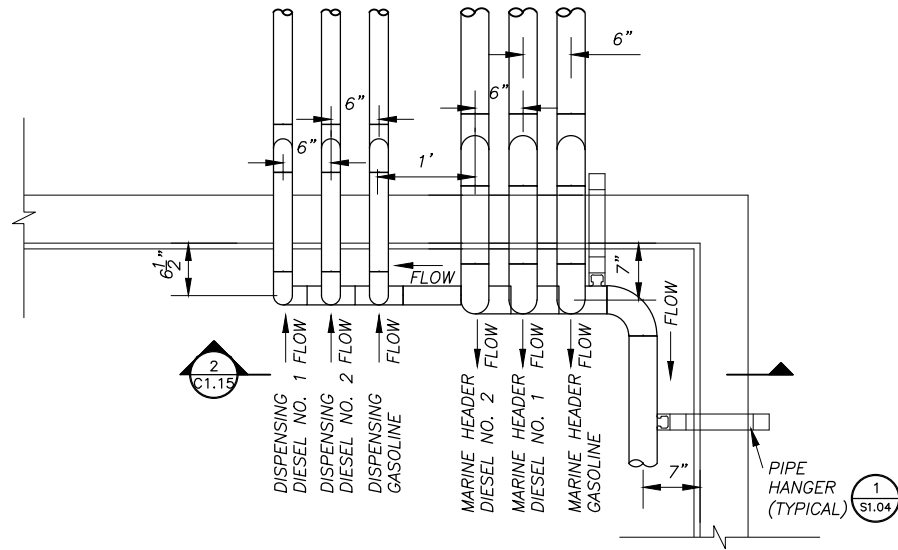 6”
6”
6”
6”
1’
6 1/2”
7”
FLOW
FLOW
2
C1.15
DISPENSING
DIESEL NO. 1 FLOW
DISPENSING
DIESEL NO. 2 FLOW
DISPENSING
GASOLINE
FLOW
MARINE HEADER
DIESEL NO. 2 FLOW
MARINE HEADER
DIESEL NO. 1 FLOW
MARINE HEADER
GASOLINE FLOW
7”
PIPE
HANGER
(TYPICAL)
1
S1.04